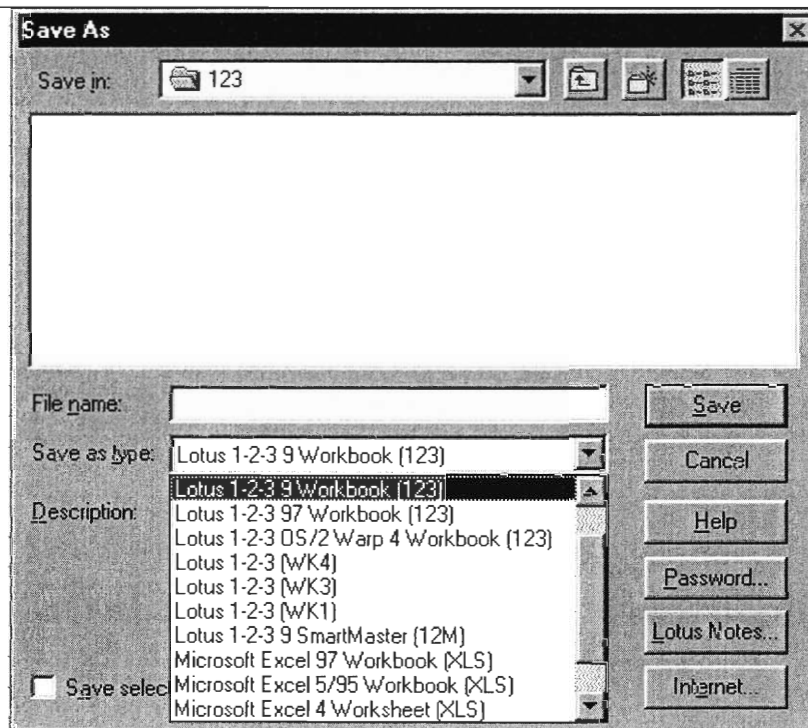 Save As
Save in:
123
File name:
Save as type:
Lotus 1-2-3 9 Workbook (123)
Description:
Lotus 1-2-3 9 Workbook (123)
Lotus 1-2-3 97 Workbook (123)
Lotus 1-2-3 OS/2 Warp 4 Workbook (123)
Lotus 1-2-3 (WK4)
Lotus 1-2-3 (WK3)
Lotus 1-2-3 (WK1)
Lotus 1-2-3 9 SmartMaster (12M)
Microsoft Excel 97 Workbook (XLS)
Microsoft Excel 5/95 Workbook (XLS)
Microsoft Excel 4 Worksheet (XLS)
Save selec
Save
Cancel
Help
Password...
Lotus Notes...
Internet...